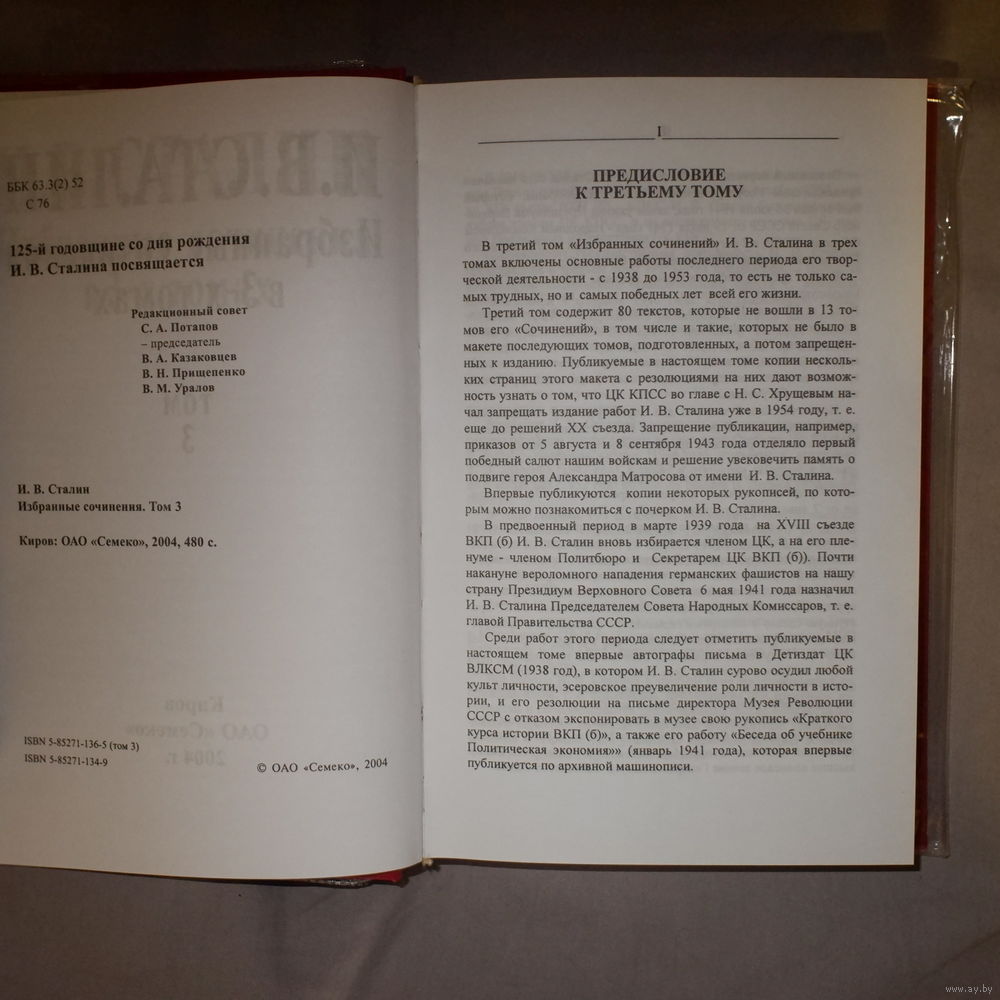 ББК 63.3(2) 52
С 76
125-й годовщине со дня рождения
И. В. Сталина посвящается
Редакционный совет
С. А. Потапов
– председатель
В. А. Казаковцев
В. Н. Прищепенко
В. М. Уралов
И. В. Сталин
Избранные сочинения. Том 3
Киров: ОАО «Семеко», 2004, 480 с.
ISBN 5-85271-136-5 (том 3)
ISBN 5-85271-134-9
© ОАО «Семеко», 2004
I
ПРЕДИСЛОВИЕ
К ТРЕТЬЕМУ ТОМУ
В третий том «Избранных сочинений» И. В. Сталина в трех
томах включены основные работы последнего периода его твор-
ческой деятельности - с 1938 до 1953 года, то есть не только са-
мых трудных, но и самых победных лет всей его жизни.
Третий том содержит 80 текстов, которые не вошли в 13 то-
мов его «Сочинений», в том числе и такие, которых не было в
макете последующих томов, подготовленных, а потом запрещен-
ных к изданию. Публикуемые в настоящем томе копии несколь-
ких страниц этого макета с резолюциями на них дают возмож-
ность узнать о том, что ЦК КПСС во главе с Н. С. Хрущевым на-
чал запрещать издание работ И. В. Сталина уже в 1954 году, т. е.
еще до решений XX съезда. Запрещение публикации, например,
приказов от 5 августа и 8 сентября 1943 года отделяло первый
победный салют нашим войскам и решение увековечить память о
подвиге героя Александра Матросова от имени И. В. Сталина.
Впервые публикуются копии некоторых рукописей, по ко-
рым можно познакомиться с почерком И. В. Сталина.
В предвоенный период в марте 1939 года на XVIII съезде
ВКП (б) И. В. Сталин вновь избирается членом ЦК, а на его пле-
нуме - членом Политбюро и Секретарем ЦК ВКП (б)). Почти
накануне вероломного нападения германских фашистов на нашу
страну Президиум Верховного Совета 6 мая 1941 года назначил
И. В. Сталина Председателем Совета Народных Комиссаров, т. е.
главой Правительства СССР.
Среди работ этого периода следует отметить публикуемые в
настоящем томе впервые автографы письма в Детиздат ЦК
ВЛКСМ (1938 год), в котором И. В. Сталин сурово осудил любой
культ личности, эсеровское преувеличение роли личности в исто-
рии, и его резолюции на письме директора Музея Революции
СССР с отказом экспонировать в музее свою рукопись «Краткого
курса истории ВКП (б)», а также его работу «Беседа об учебнике
Политическая экономия»» (январь 1941 года), которая впервые
публикуется по архивной машинописи.
www.ay.by